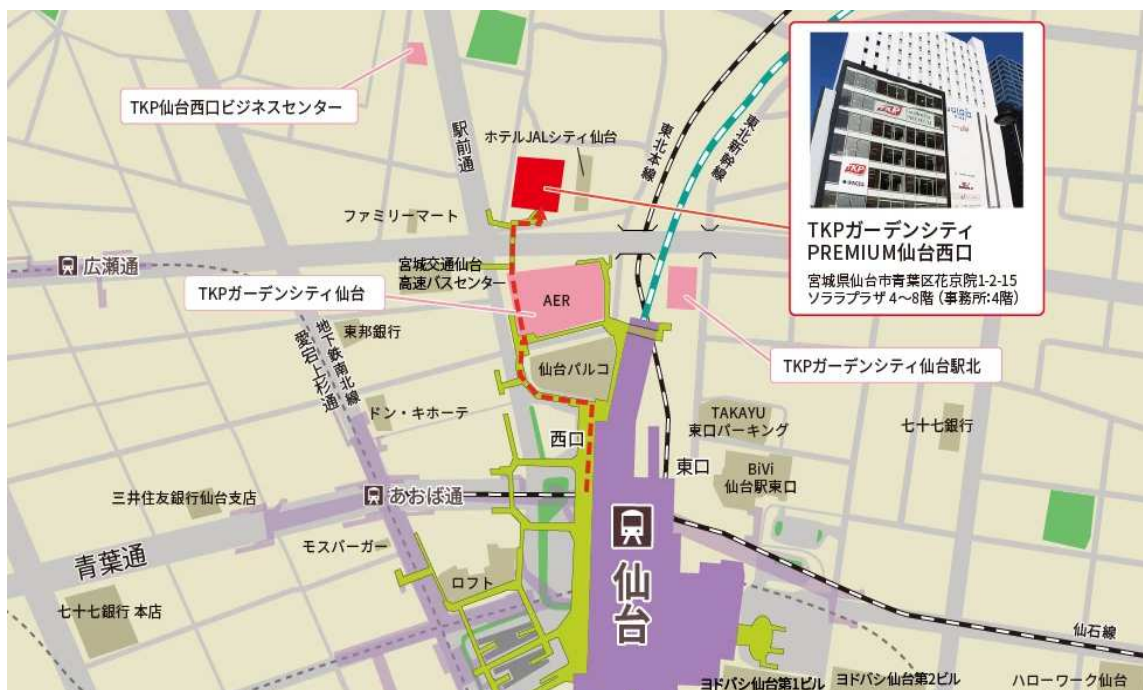 TKP仙台西口ビジネスセンター
駅前通
ホテルJALシティ仙台
東北本線
東北新幹線
TKP
TKP
TKPガーデンシティ
PREMIUM仙台西口
宮城県仙台市青葉区花京院1-2-15
ソララプラザ 4〜8階 (事務所:4階)
ファミリーマート
広瀬通
宮城交通仙台
高速バスセンター
TKPガーデンシティ仙台
AER
東邦銀行
地下鉄南北線
愛宕上杉通
仙台パルコ
TKPガーデンシティ仙台駅北
ドン・キホーテ
西口
TAKAYU
東口パーキング
七十七銀行
東口
BiVi
仙台駅東口
三井住友銀行仙台支店
あおば通
青葉通
モスバーガー
ロフト
仙台
七十七銀行 本店
仙石線
ヨドバシ仙台第1ビル
ヨドバシ仙台第2ビル
ハローワーク仙台